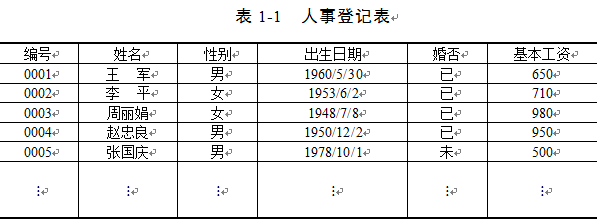 表 1-1 人事登记表
编号 姓名 性别 出生日期 婚否 基本工资
0001 王 军 男 1960/5/30 已 650
0002 李 平 女 1953/6/2 已 710
0003 周丽娟 女 1948/7/8 已 980
0004 赵忠良 男 1950/12/2 已 950
0005 张国庆 男 1978/10/1 未 500
⋮ ⋮ ⋮ ⋮ ⋮ ⋮